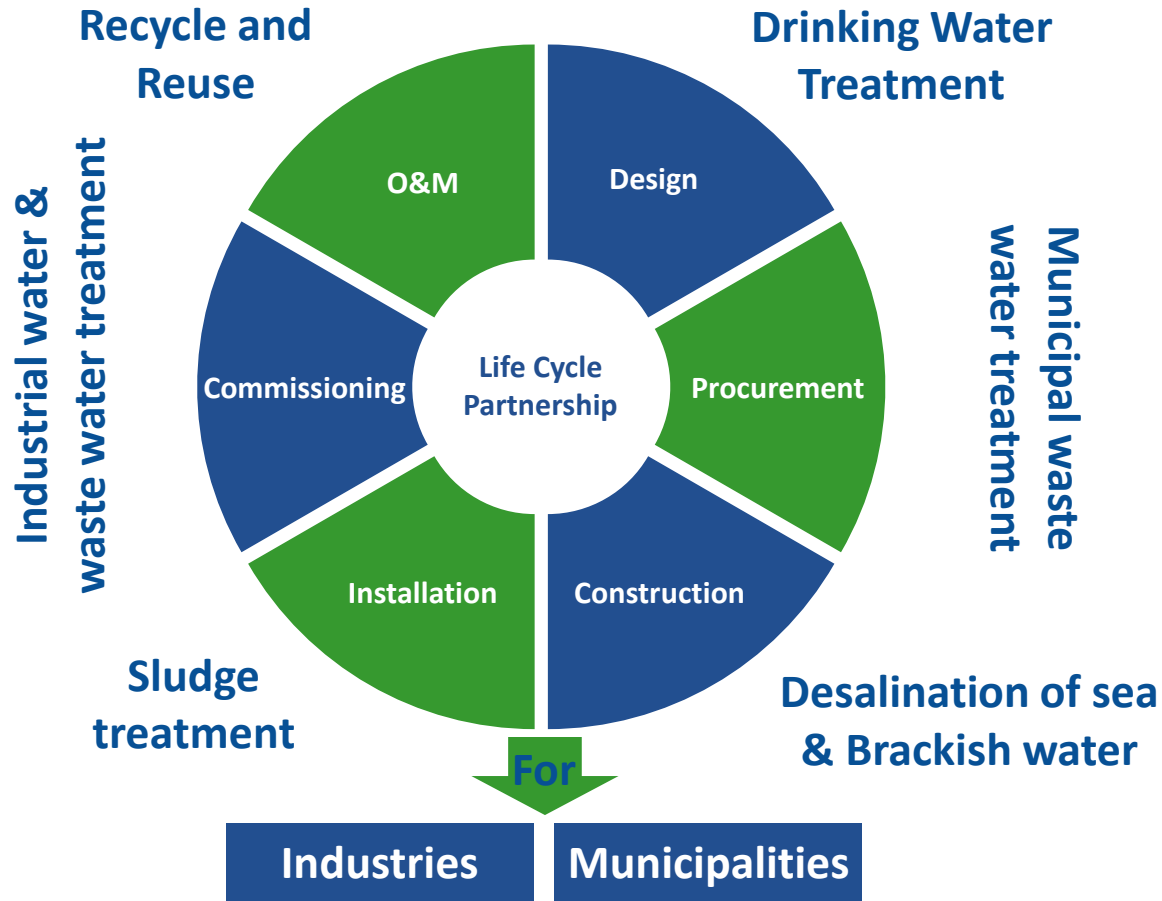 Recycle and
Reuse
Drinking Water
Treatment
O&M
Design
Industrial water &
waste water treatment
Municipal waste
water treatment
Commissioning
Life Cycle
Partnership
Procurement
Installation
Construction
Sludge
treatment
Desalination of sea
& Brackish water
For
Industries
Municipalities